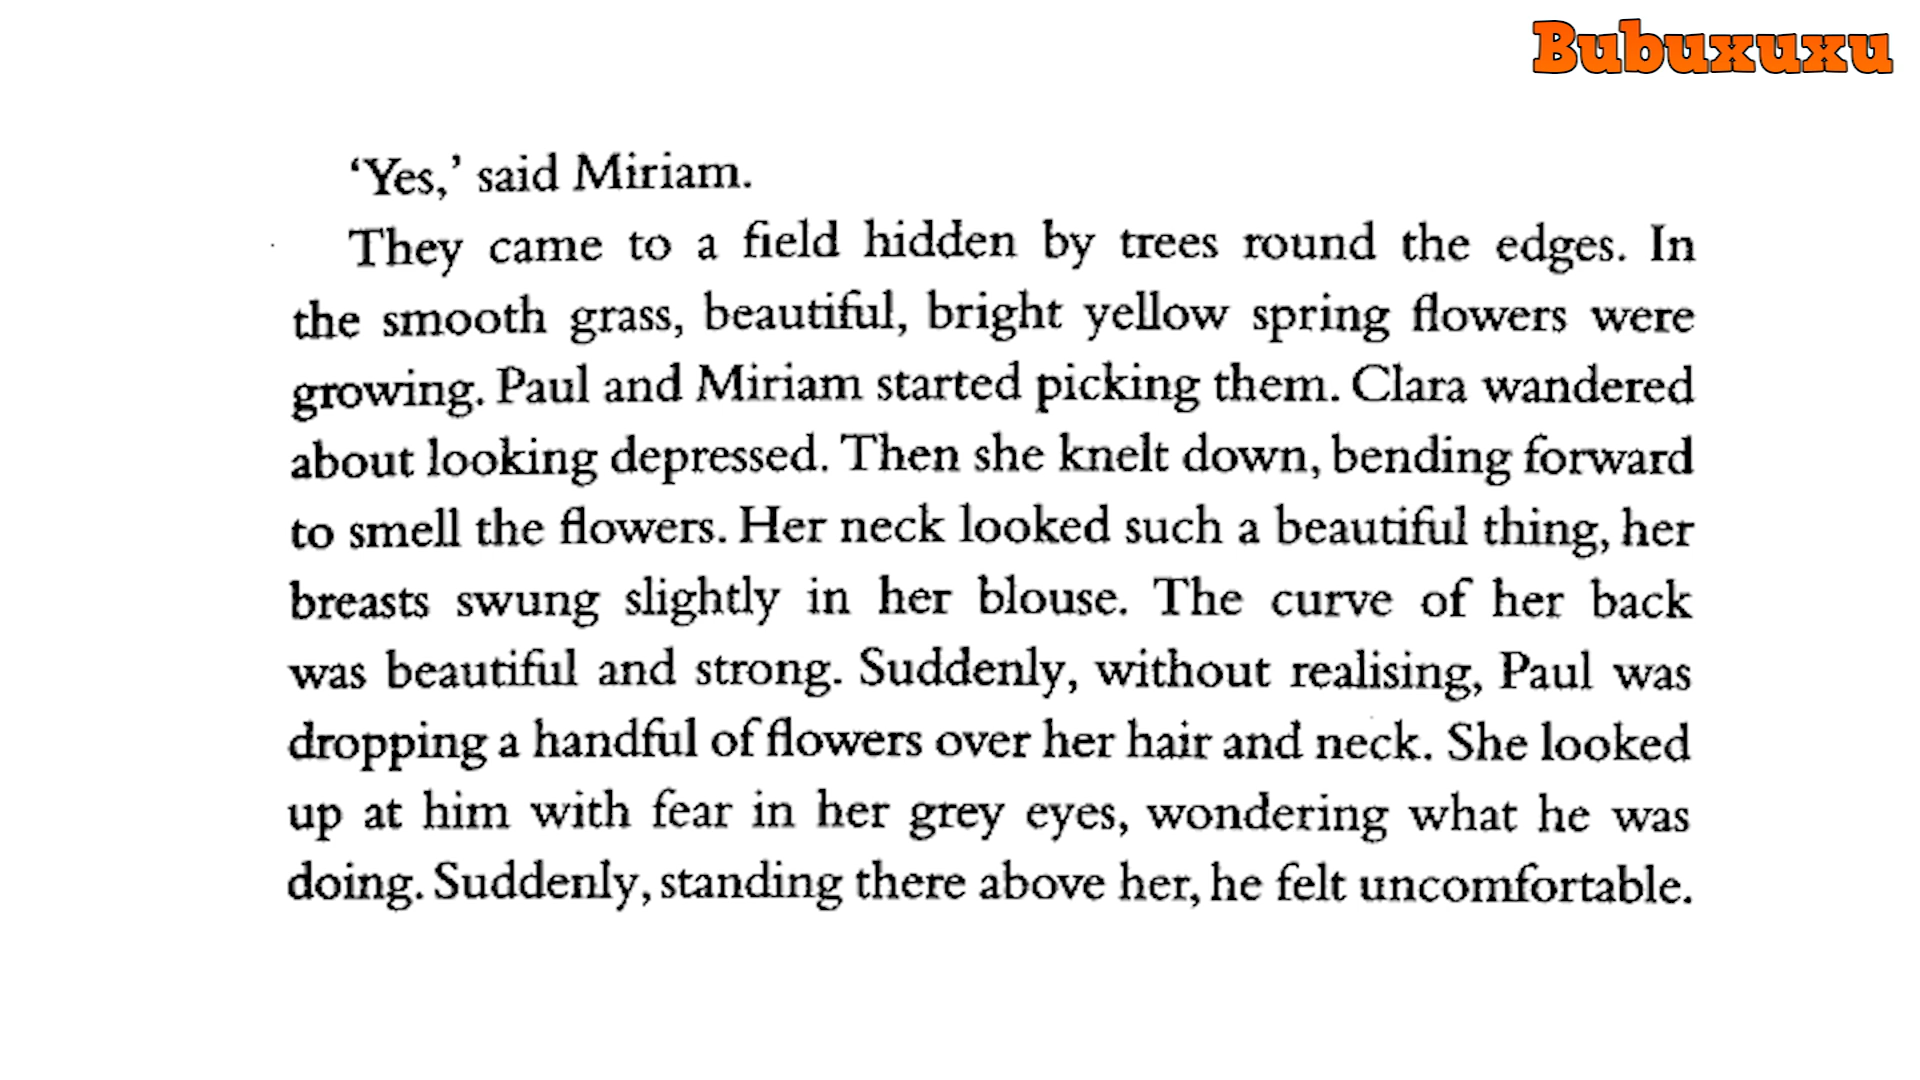 Bubuxuxu
‘Yes,’ said Miriam.
They came to a field hidden by trees round the edges. In
the smooth grass, beautiful, bright yellow spring flowers were
growing. Paul and Miriam started picking them. Clara wandered
about looking depressed. Then she knelt down, bending forward
to smell the flowers. Her neck looked such a beautiful thing, her
breasts swung slightly in her blouse. The curve of her back
was beautiful and strong. Suddenly, without realising, Paul was
dropping a handful of flowers over her hair and neck. She looked
up at him with fear in her grey eyes, wondering what he was
doing. Suddenly, standing there above her, he felt uncomfortable.